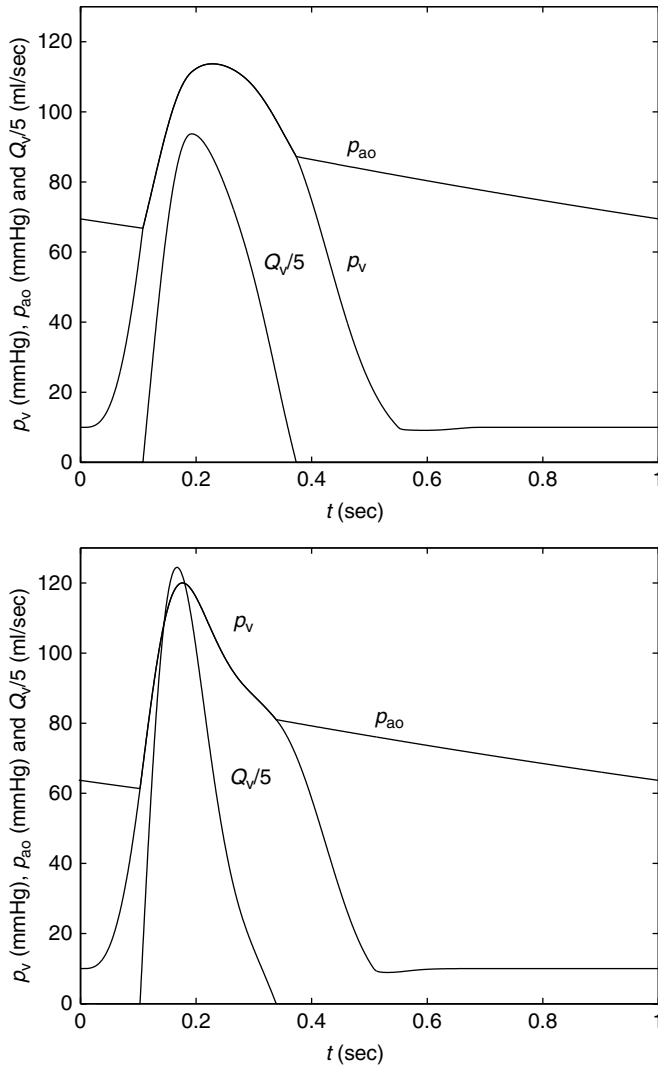 120
100
80
60
40
20
0
p_v (mmHg), p_ao (mmHg) and Q_v/5 (ml/sec)
p_ao
Q_v/5
p_v
0
0.2
0.4
0.6
0.8
1
t (sec)
120
100
80
60
40
20
0
p_v (mmHg), p_ao (mmHg) and Q_v/5 (ml/sec)
p_v
p_ao
Q_v/5
0
0.2
0.4
0.6
0.8
1
t (sec)